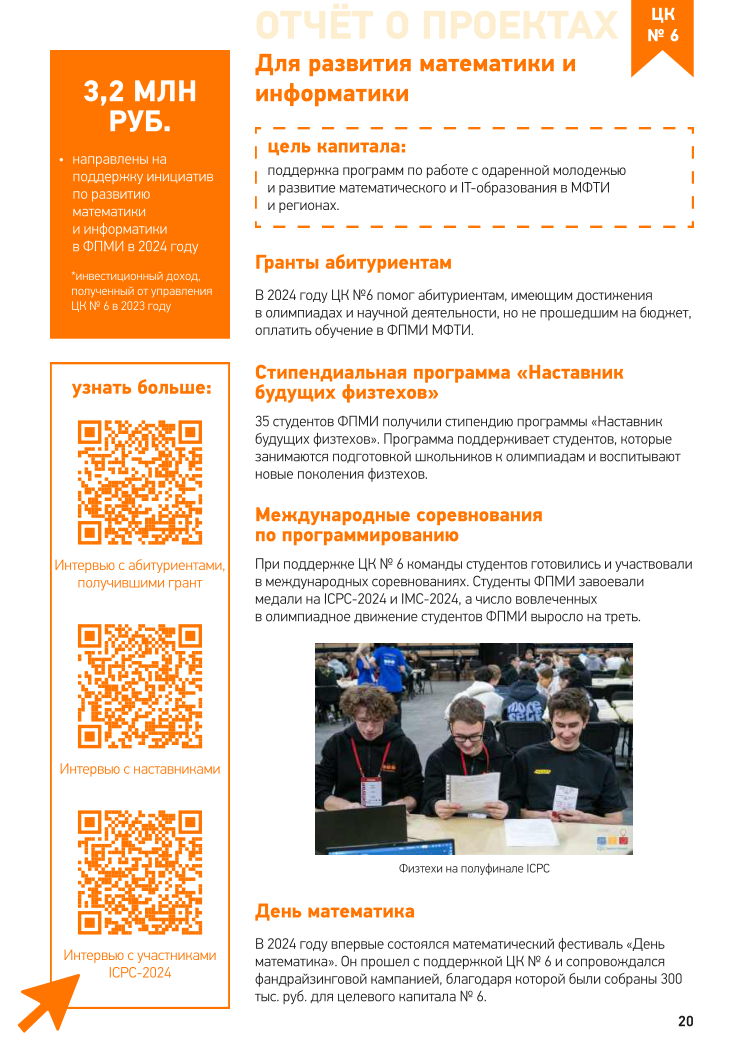 ОТЧЁТ О ПРОЕКТАХ
ЦК
№ 6
Для развития математики и
информатики
3,2 МЛН
РУБ.
• направлены на
поддержку инициатив
по развитию
математики
и информатики
в ФПМИ в 2024 году
*инвестиционный доход,
полученный от управления
ЦК № 6 в 2023 году
узнать больше:
Интервью с абитуриентами,
получившими грант
Интервью с наставниками
Интервью с участниками
ICPC-2024
цель капитала:
поддержка программ по работе с одаренной молодежью
и развитие математического и IT-образования в МФТИ
и регионах.
Гранты абитуриентам
В 2024 году ЦК №6 помог абитуриентам, имеющим достижения
в олимпиадах и научной деятельности, но не прошедшим на бюджет,
оплатить обучение в ФПМИ МФТИ.
Стипендиальная программа «Наставник
будущих физтехов»
35 студентов ФПМИ получили стипендию программы «Наставник
будущих физтехов». Программа поддерживает студентов, которые
занимаются подготовкой школьников к олимпиадам и воспитывают
новые поколения физтехов.
Международные соревнования
по программированию
При поддержке ЦК № 6 команды студентов готовились и участвовали
в международных соревнованиях. Студенты ФПМИ завоевали
медали на ICPC-2024 и IMC-2024, а число вовлеченных
в олимпиадное движение студентов ФПМИ выросло на треть.
Физтехи на полуфинале ICPC
День математика
В 2024 году впервые состоялся математический фестиваль «День
математика». Он прошел с поддержкой ЦК № 6 и сопровождался
фандрайзинговой кампанией, благодаря которой были собраны 300
тыс. руб. для целевого капитала № 6.
20